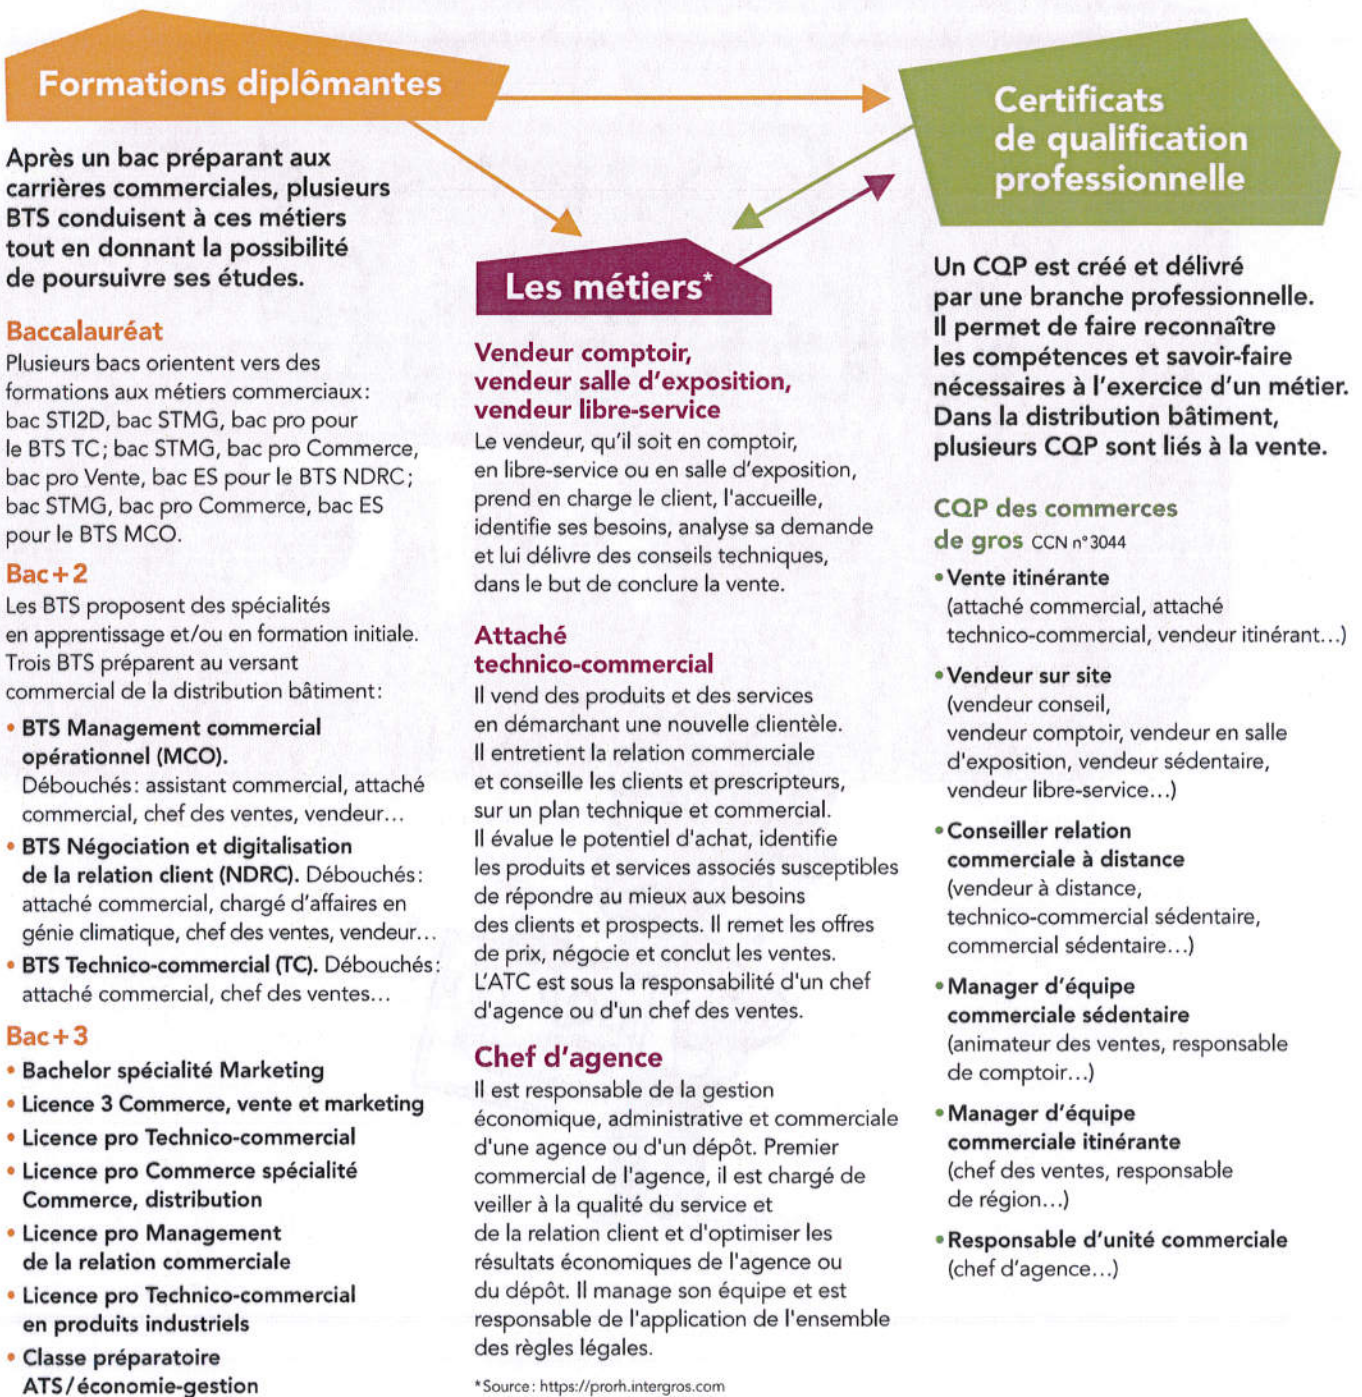 Formations diplômantes
Après un bac préparant aux
carrières commerciales, plusieurs
BTS conduisent à ces métiers
tout en donnant la possibilité
de poursuivre ses études.
Baccalauréat
Plusieurs bacs orientent vers des
formations aux métiers commerciaux:
bac STI2D, bac STMG, bac pro pour
le BTS TC; bac STMG, bac pro Commerce,
bac pro Vente, bac ES pour le BTS NDRC;
bac STMG, bac pro Commerce, bac ES
pour le BTS MCO.
Bac+2
Les BTS proposent des spécialités
en apprentissage et/ou en formation initiale.
Trois BTS préparent au versant
commercial de la distribution bâtiment:
• BTS Management commercial
opérationnel (MCO).
Débouchés: assistant commercial, attaché
commercial, chef des ventes, vendeur...
• BTS Négociation et digitalisation
de la relation client (NDRC). Débouchés:
attaché commercial, chargé d'affaires en
génie climatique, chef des ventes, vendeur...
• BTS Technico-commercial (TC). Débouchés:
attaché commercial, chef des ventes...
Bac+3
• Bachelor spécialité Marketing
• Licence 3 Commerce, vente et marketing
• Licence pro Technico-commercial
• Licence pro Commerce spécialité
Commerce, distribution
• Licence pro Management
de la relation commerciale
• Licence pro Technico-commercial
en produits industriels
• Classe préparatoire
ATS/économie-gestion
Les métiers*
Vendeur comptoir,
vendeur salle d'exposition,
vendeur libre-service
Le vendeur, qu'il soit en comptoir,
en libre-service ou en salle d'exposition,
prend en charge le client, l'accueille,
identifie ses besoins, analyse sa demande
et lui délivre des conseils techniques,
dans le but de conclure la vente.
Attaché
technico-commercial
Il vend des produits et des services
en démarchant une nouvelle clientèle.
Il entretient la relation commerciale
et conseille les clients et prescripteurs,
sur un plan technique et commercial.
Il évalue le potentiel d'achat, identifie
les produits et services associés susceptibles
de répondre au mieux aux besoins
des clients et prospects. Il remet les offres
de prix, négocie et conclut les ventes.
L'ATC est sous la responsabilité d'un chef
d'agence ou d'un chef des ventes.
Chef d'agence
Il est responsable de la gestion
économique, administrative et commerciale
d'une agence ou d'un dépôt. Premier
commercial de l'agence, il est chargé de
veiller à la qualité du service et
de la relation client et d'optimiser les
résultats économiques de l'agence ou
du dépôt. Il manage son équipe et est
responsable de l'application de l'ensemble
des règles légales.
*Source: https://prorh.intergros.com
Certificats
de qualification
professionnelle
Un CQP est créé et délivré
par une branche professionnelle.
Il permet de faire reconnaître
les compétences et savoir-faire
nécessaires à l'exercice d'un métier.
Dans la distribution bâtiment,
plusieurs CQP sont liés à la vente.
CQP des commerces
de gros CCN n°3044
• Vente itinérante
(attaché commercial, attaché
technico-commercial, vendeur itinérant...)
• Vendeur sur site
(vendeur conseil,
vendeur comptoir, vendeur en salle
d'exposition, vendeur sédentaire,
vendeur libre-service...)
• Conseiller relation
commerciale à distance
(vendeur à distance,
technico-commercial sédentaire,
commercial sédentaire...)
• Manager d'équipe
commerciale sédentaire
(animateur des ventes, responsable
de comptoir...)
• Manager d'équipe
commerciale itinérante
(chef des ventes, responsable
de région...)
• Responsable d'unité commerciale
(chef d'agence...)